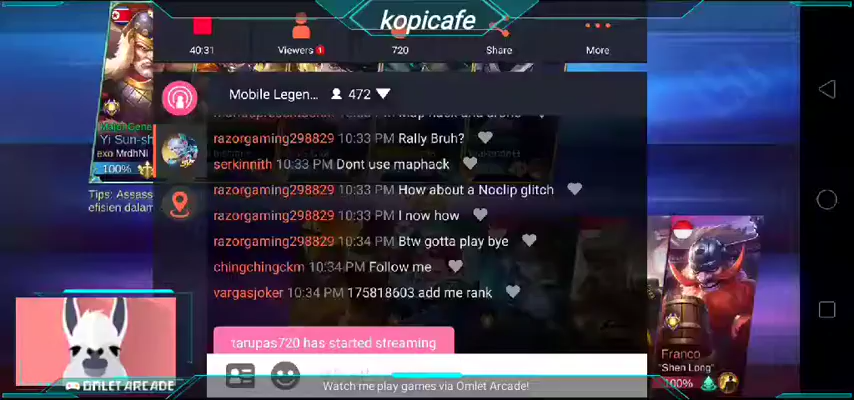 kopicafe
40:31
Viewers 1
720
Share
More
Mobile Legen... 472
razorgaming298829 10:33 PM Rally Bruh?
serkinnith 10:33 PM Dont use maphack
razorgaming298829 10:33 PM How about a Noclip glitch
razorgaming298829 10:33 PM I now how
razorgaming298829 10:34 PM Btw gotta play bye
chingchingckm 10:34 PM Follow me
vargasjoker 10:34 PM 175818603 add me rank
tarupas720 has started streaming
Yi Sun-sh
exo MrdhNi
100%
Tips: Assass
efisien dalam
Franco
"Shen Long"
100%
OMLET ARCADE
Watch me play games via Omlet Arcade!